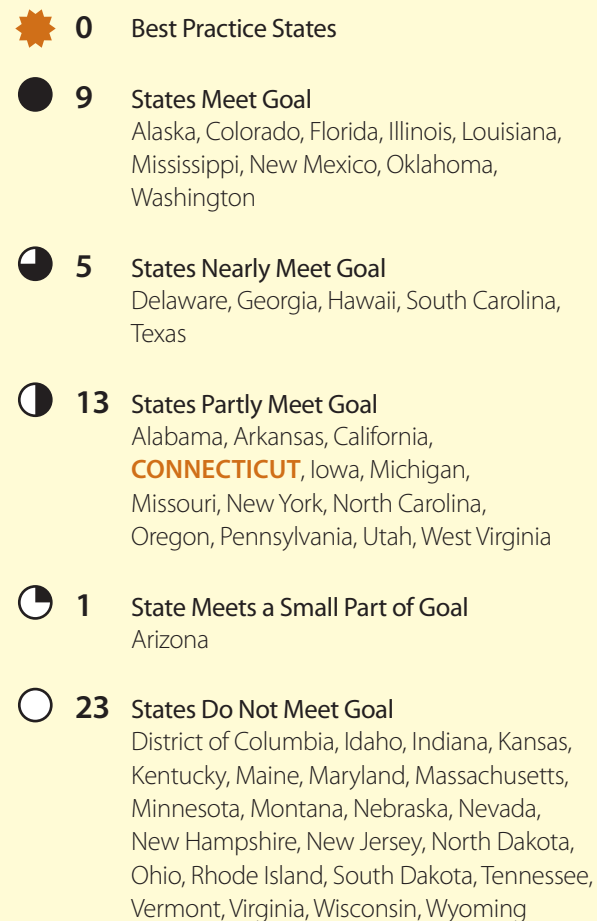 0 Best Practice States
9 States Meet Goal
Alaska, Colorado, Florida, Illinois, Louisiana,
Mississippi, New Mexico, Oklahoma,
Washington
5 States Nearly Meet Goal
Delaware, Georgia, Hawaii, South Carolina,
Texas
13 States Partly Meet Goal
Alabama, Arkansas, California,
CONNECTICUT, Iowa, Michigan,
Missouri, New York, North Carolina,
Oregon, Pennsylvania, Utah, West Virginia
1 State Meets a Small Part of Goal
Arizona
23 States Do Not Meet Goal
District of Columbia, Idaho, Indiana, Kansas,
Kentucky, Maine, Maryland, Massachusetts,
Minnesota, Montana, Nebraska, Nevada,
New Hampshire, New Jersey, North Dakota,
Ohio, Rhode Island, South Dakota, Tennessee,
Vermont, Virginia, Wisconsin, Wyoming